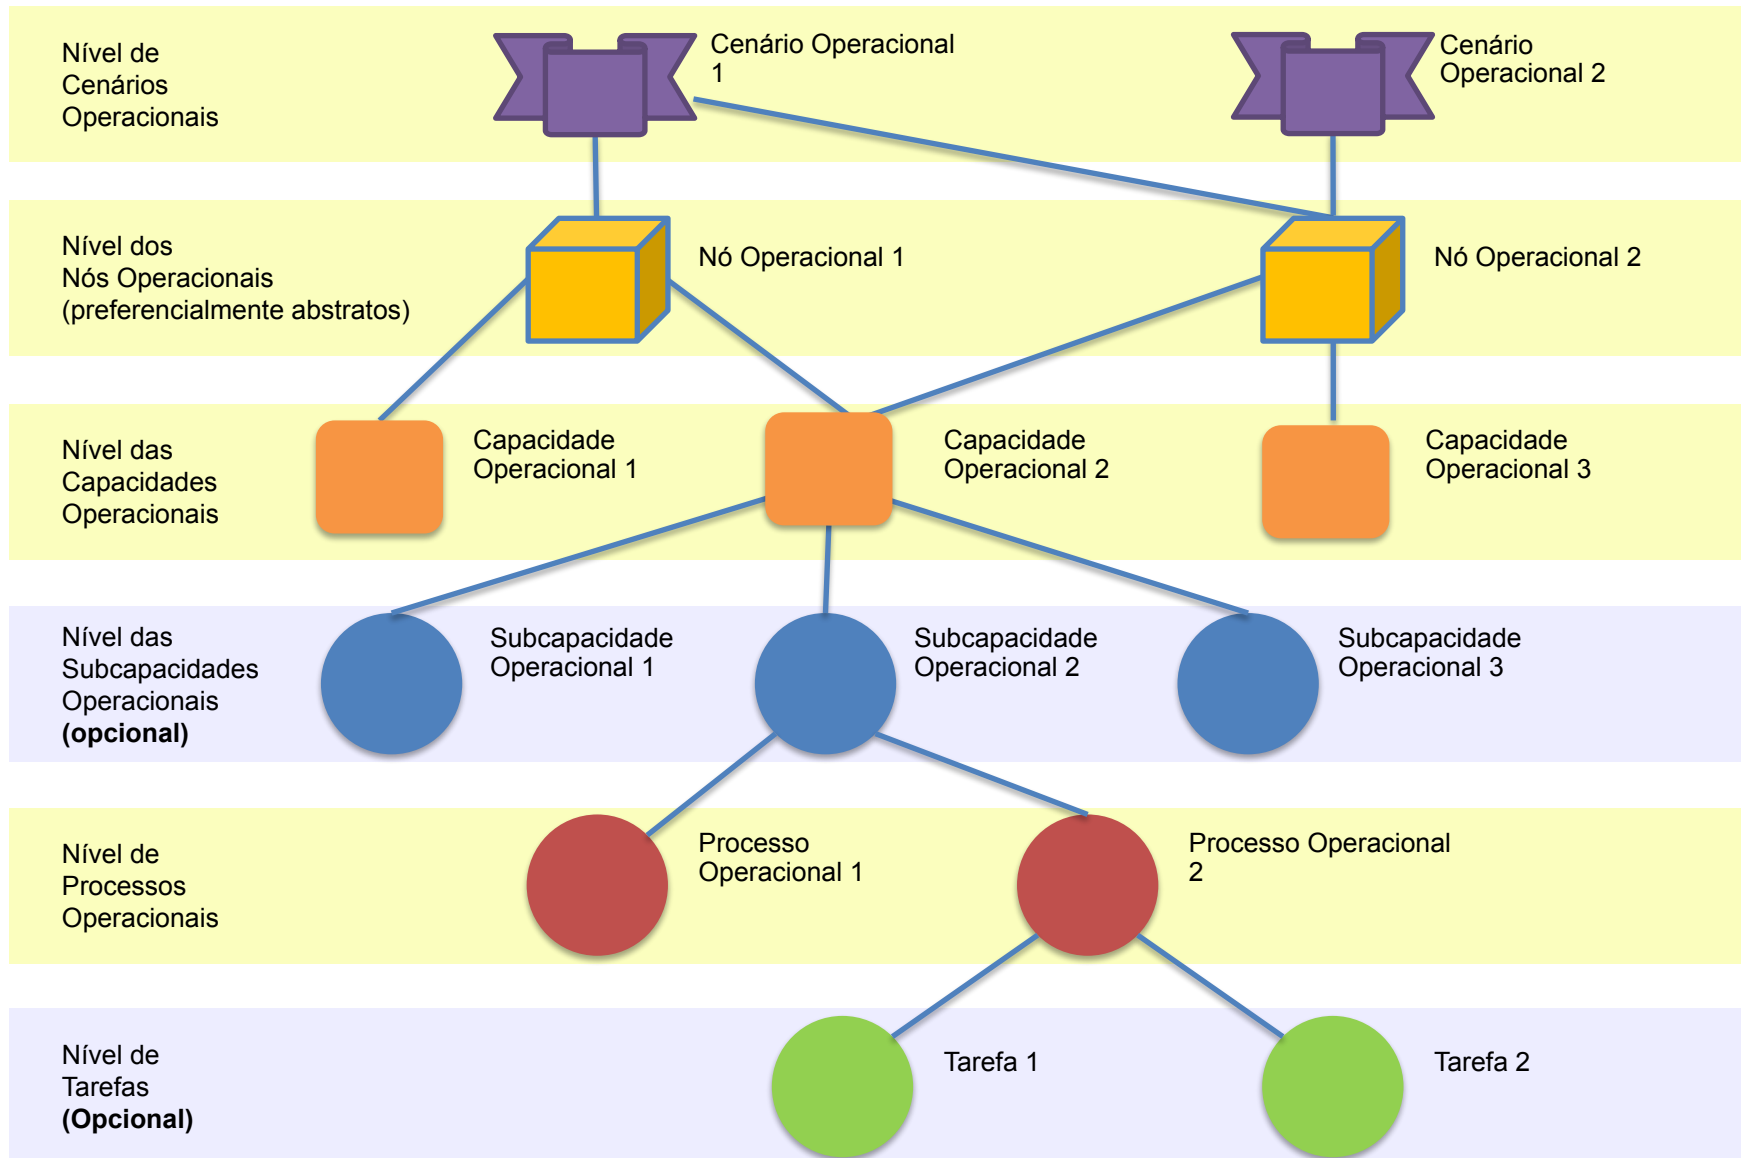 Nível de
Cenários
Operacionais
Cenário Operacional
1
Cenário
Operacional 2
Nível dos
Nós Operacionais
(preferencialmente abstratos)
Nó Operacional 1
Nó Operacional 2
Nível das
Capacidades
Operacionais
Capacidade
Operacional 1
Capacidade
Operacional 2
Capacidade
Operacional 3
Nível das
Subcapacidades
Operacionais
(opcional)
Subcapacidade
Operacional 1
Subcapacidade
Operacional 2
Subcapacidade
Operacional 3
Nível de
Processos
Operacionais
Processo
Operacional 1
Processo Operacional
2
Nível de
Tarefas
(Opcional)
Tarefa 1
Tarefa 2